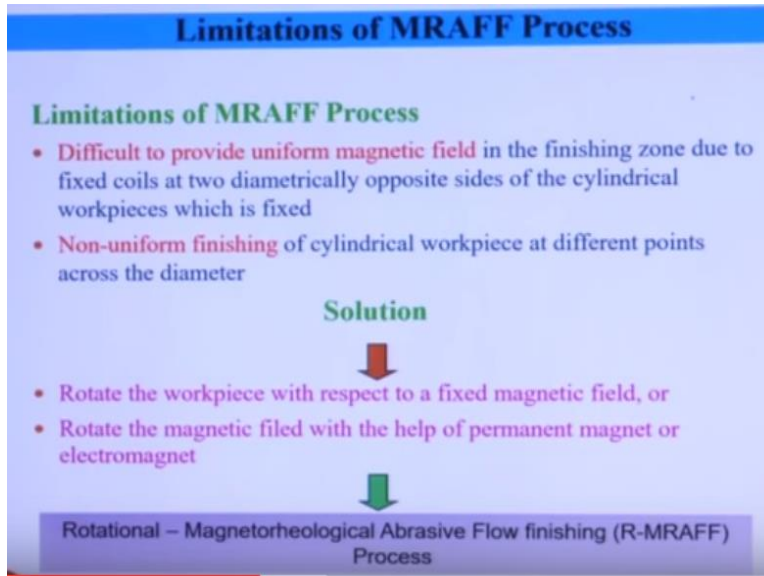 Limitations of MRAFF Process
Limitations of MRAFF Process
• Difficult to provide uniform magnetic field in the finishing zone due to
fixed coils at two diametrically opposite sides of the cylindrical
workpieces which is fixed
• Non-uniform finishing of cylindrical workpiece at different points
across the diameter
Solution
• Rotate the workpiece with respect to a fixed magnetic field, or
• Rotate the magnetic filed with the help of permanent magnet or
electromagnet
Rotational – Magnetorheological Abrasive Flow finishing (R-MRAFF)
Process